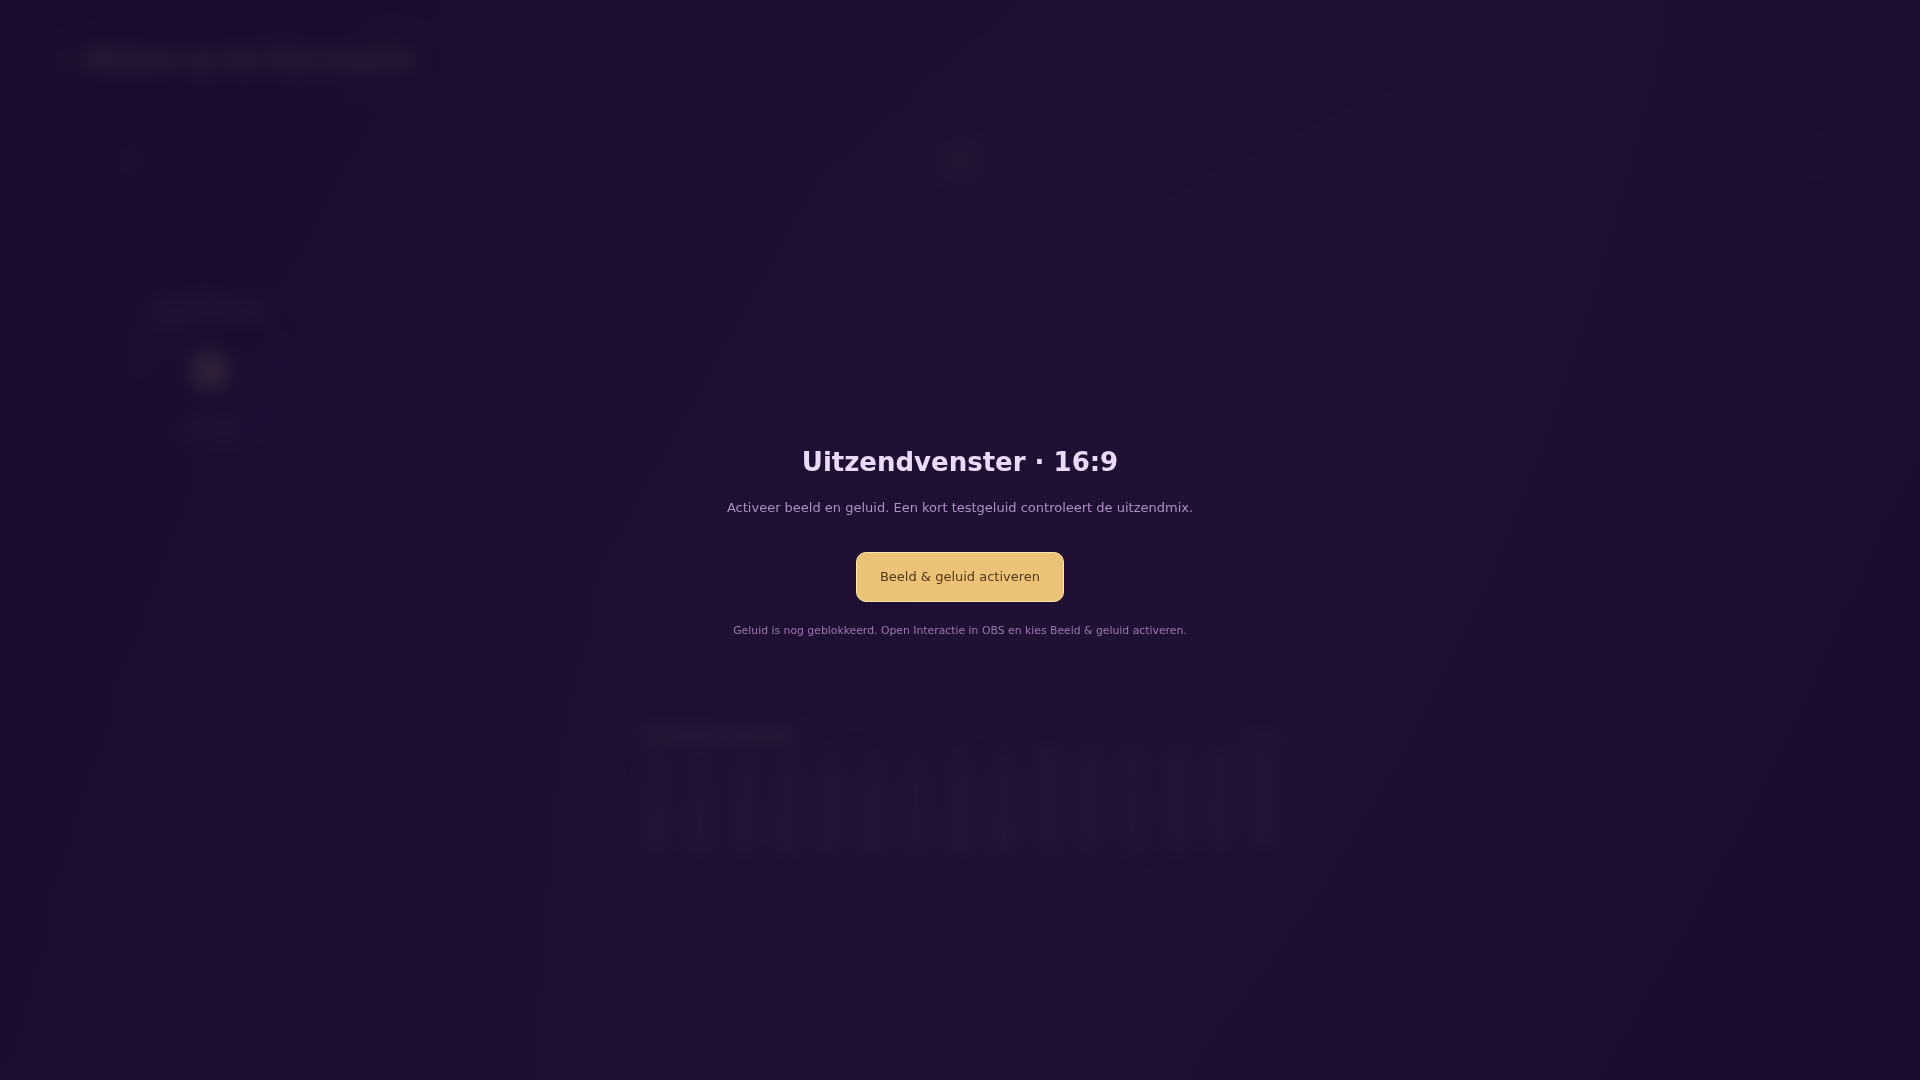 Uitzendvenster · 16:9
Activeer beeld en geluid. Een kort testgeluid controleert de uitzendmix.
Beeld & geluid activeren
Geluid is nog geblokkeerd. Open Interactie in OBS en kies Beeld & geluid activeren.